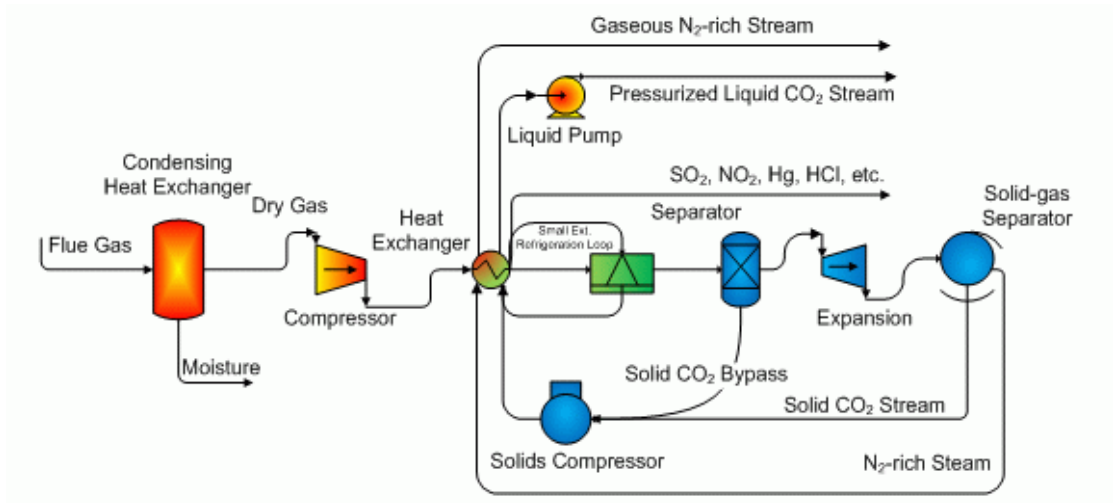 Gaseous N₂-rich Stream
Pressurized Liquid CO₂ Stream
Liquid Pump
Condensing
Heat Exchanger
SO₂, NO₂, Hg, HCl, etc.
Solid-gas
Separator
Dry Gas
Heat
Exchanger
Separator
Small Ext.
Refrigeration Loop
Flue Gas
Compressor
Expansion
Moisture
Solid CO₂ Bypass
Solid CO₂ Stream
Solids Compressor
N₂-rich Steam